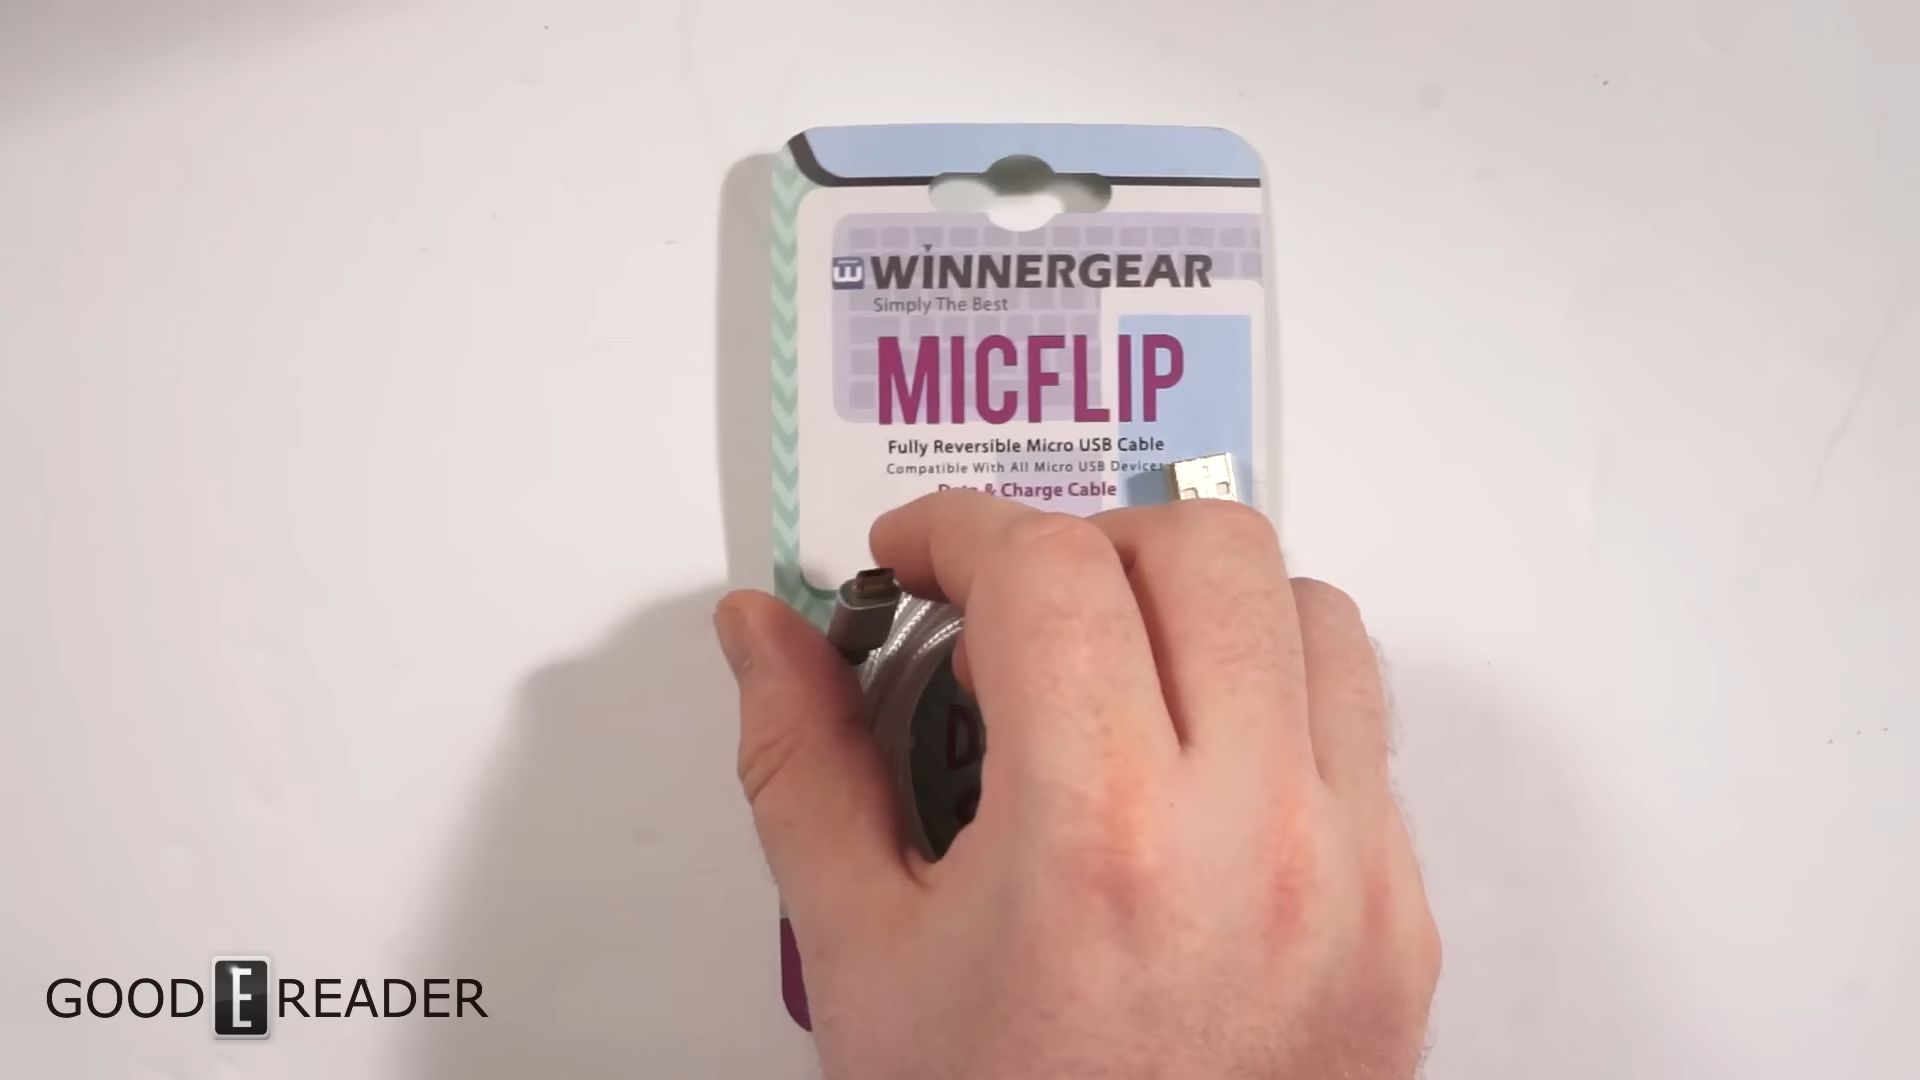 WINNERGEAR
Simply The Best
MICFLIP
Fully Reversible Micro USB Cable
Compatible With All Micro USB Devices
Data & Charge Cable
D
GOOD E READER